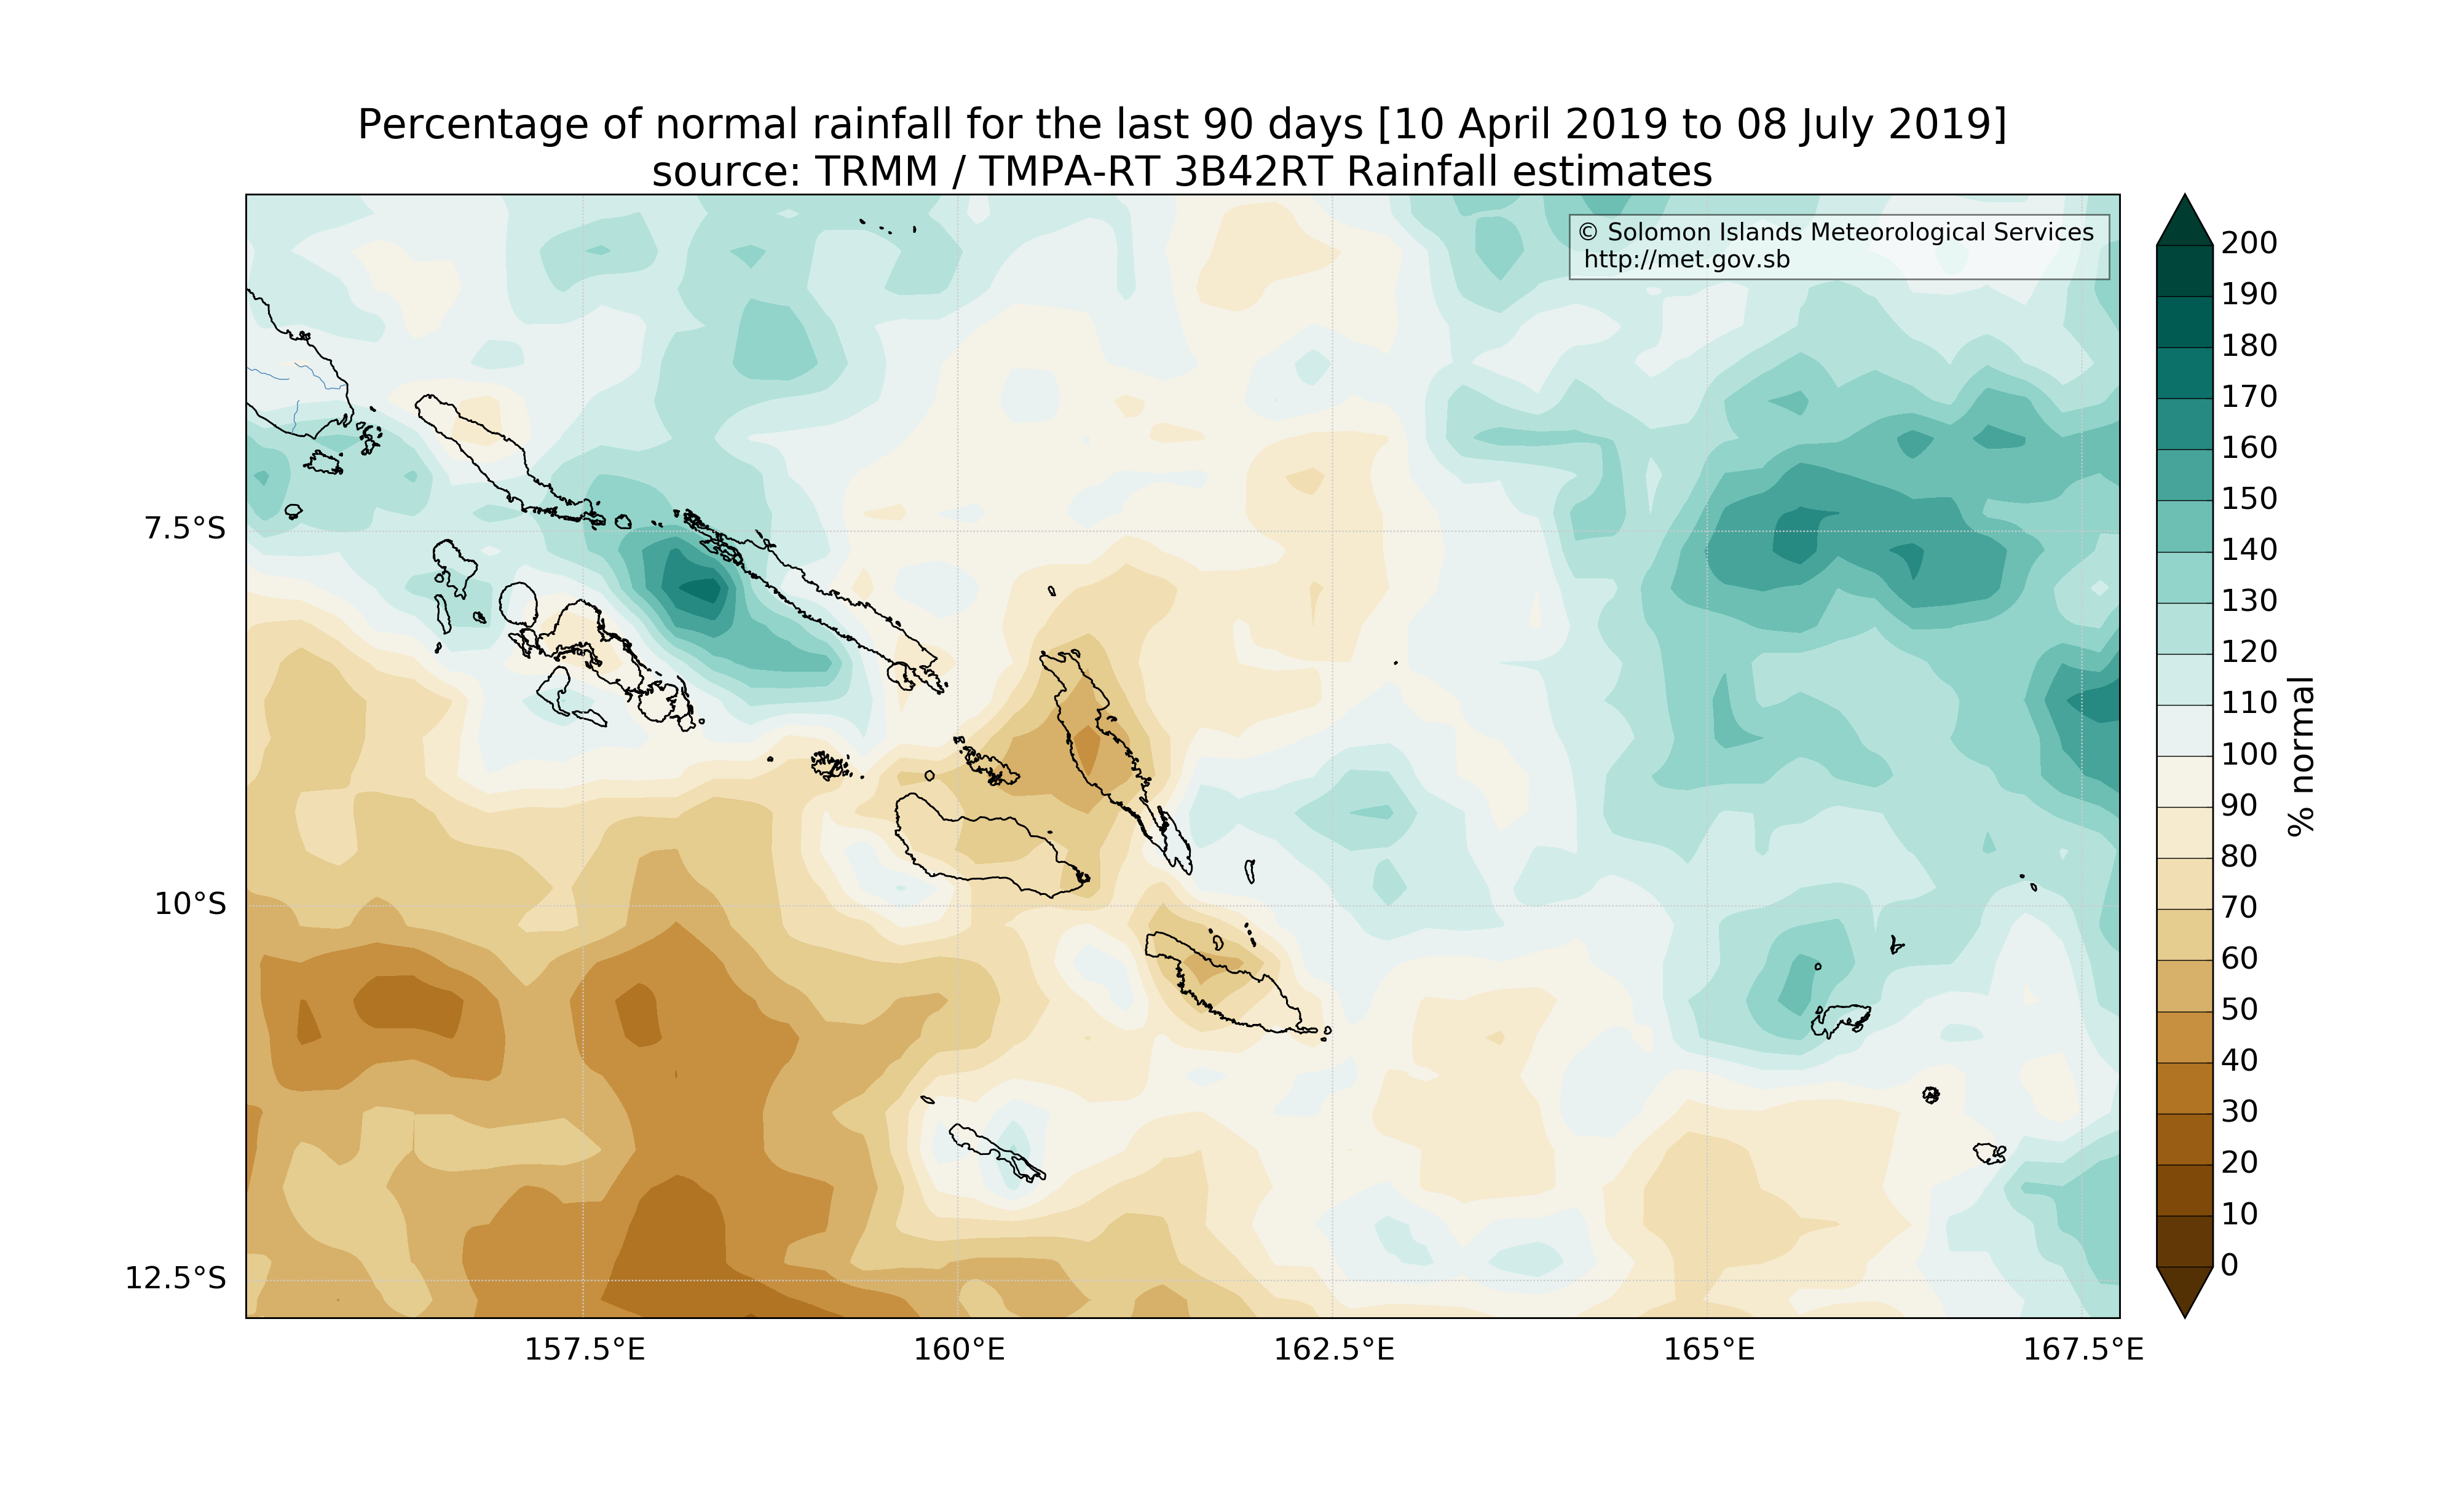 Percentage of normal rainfall for the last 90 days [10 April 2019 to 08 July 2019]
source: TRMM / TMPA-RT 3B42RT Rainfall estimates
© Solomon Islands Meteorological Services
http://met.gov.sb
7.5°S
10°S
12.5°S
157.5°E
160°E
162.5°E
165°E
167.5°E
200
190
180
170
160
150
140
130
120
110
100
90
80
70
60
50
40
30
20
10
0
% normal